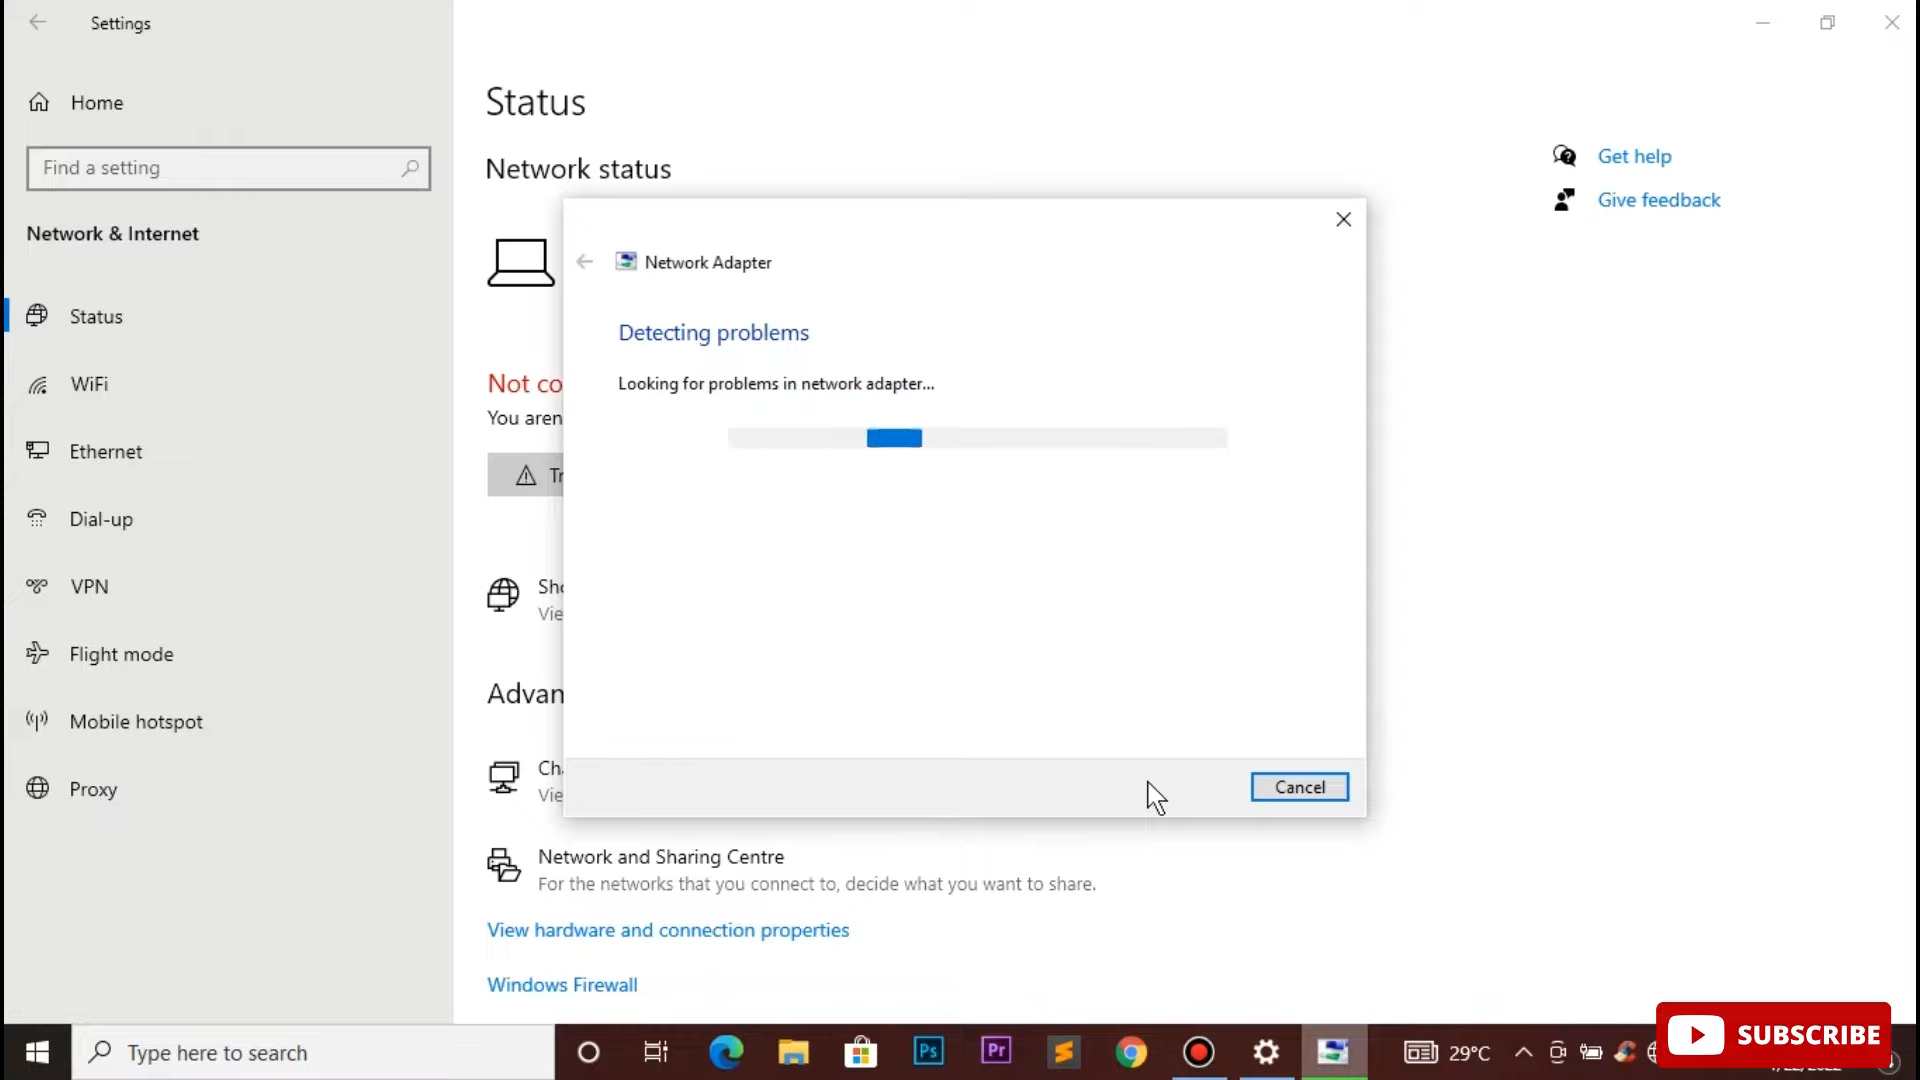 Settings
Home
Find a setting
Network & Internet
Status
WiFi
Ethernet
Dial-up
VPN
Flight mode
Mobile hotspot
Proxy
Status
Network status
Get help
Give feedback
Network Adapter
Detecting problems
Looking for problems in network adapter...
Cancel
Not co
You aren
Tr
Sho
Vie
Advan
Ch
Vie
Network and Sharing Centre
For the networks that you connect to, decide what you want to share.
View hardware and connection properties
Windows Firewall
Type here to search
Ps
Pr
29°C
SUBSCRIBE